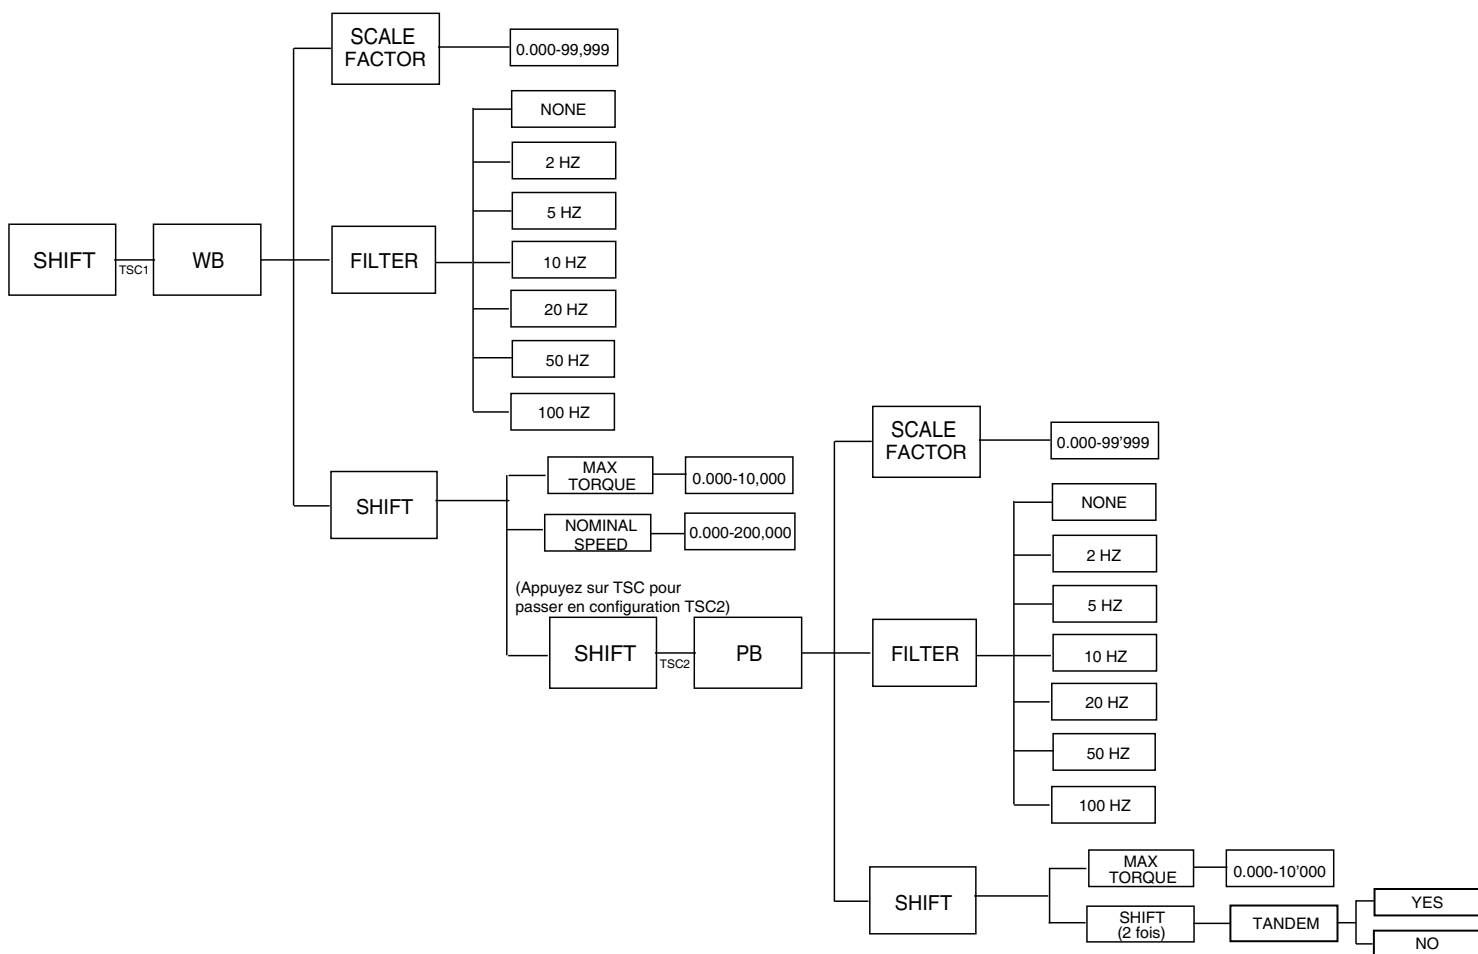 SCALE
FACTOR
0.000-99,999
NONE
2 HZ
5 HZ
SHIFT
TSC1
WB
FILTER
10 HZ
20 HZ
50 HZ
100 HZ
SHIFT
MAX
TORQUE
0.000-10,000
NOMINAL
SPEED
0.000-200,000
(Appuyez sur TSC pour
passer en configuration TSC2)
SHIFT
TSC2
PB
SCALE
FACTOR
0.000-99'999
NONE
2 HZ
5 HZ
FILTER
10 HZ
20 HZ
50 HZ
100 HZ
SHIFT
MAX
TORQUE
0.000-10'000
SHIFT
(2 fois)
TANDEM
YES
NO